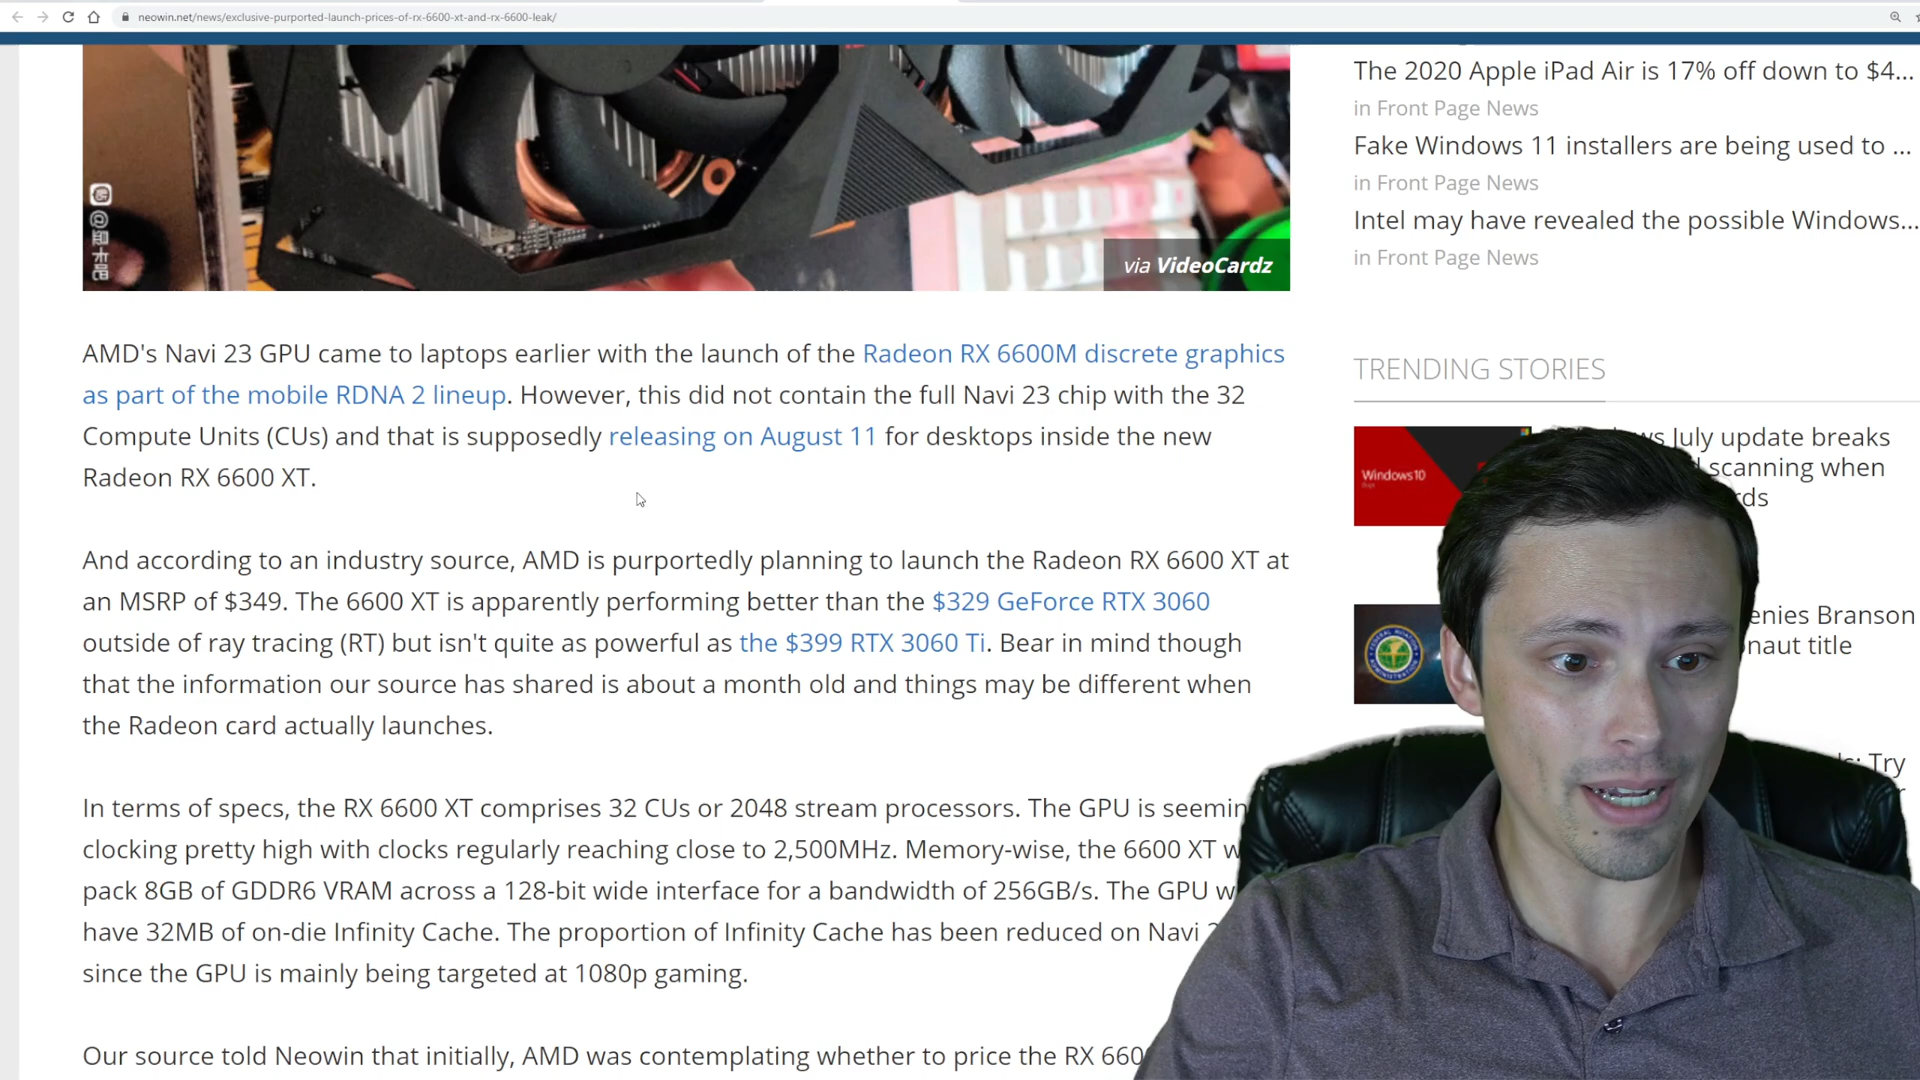 neowin.net/news/exclusive-purported-launch-prices-of-rx-6600-xt-and-rx-6600-leak/
via VideoCardz
AMD's Navi 23 GPU came to laptops earlier with the launch of the Radeon RX 6600M discrete graphics
as part of the mobile RDNA 2 lineup. However, this did not contain the full Navi 23 chip with the 32
Compute Units (CUs) and that is supposedly releasing on August 11 for desktops inside the new
Radeon RX 6600 XT.
And according to an industry source, AMD is purportedly planning to launch the Radeon RX 6600 XT at
an MSRP of $349. The 6600 XT is apparently performing better than the $329 GeForce RTX 3060
outside of ray tracing (RT) but isn't quite as powerful as the $399 RTX 3060 Ti. Bear in mind though
that the information our source has shared is about a month old and things may be different when
the Radeon card actually launches.
In terms of specs, the RX 6600 XT comprises 32 CUs or 2048 stream processors. The GPU is
clocking pretty high with clocks regularly reaching close to 2,500MHz. Memory-wise, the 6600 XT
pack 8GB of GDDR6 VRAM across a 128-bit wide interface for a bandwidth of 256GB/s. The GPU
have 32MB of on-die Infinity Cache. The proportion of Infinity Cache has been reduced on Navi
since the GPU is mainly being targeted at 1080p gaming.
Our source told Neowin that initially, AMD was contemplating whether to price the RX
The 2020 Apple iPad Air is 17% off down to $4...
in Front Page News
Fake Windows 11 installers are being used to ...
in Front Page News
Intel may have revealed the possible Windows...
in Front Page News
TRENDING STORIES
Windows10
July update breaks
scanning when
Branson
title
Try